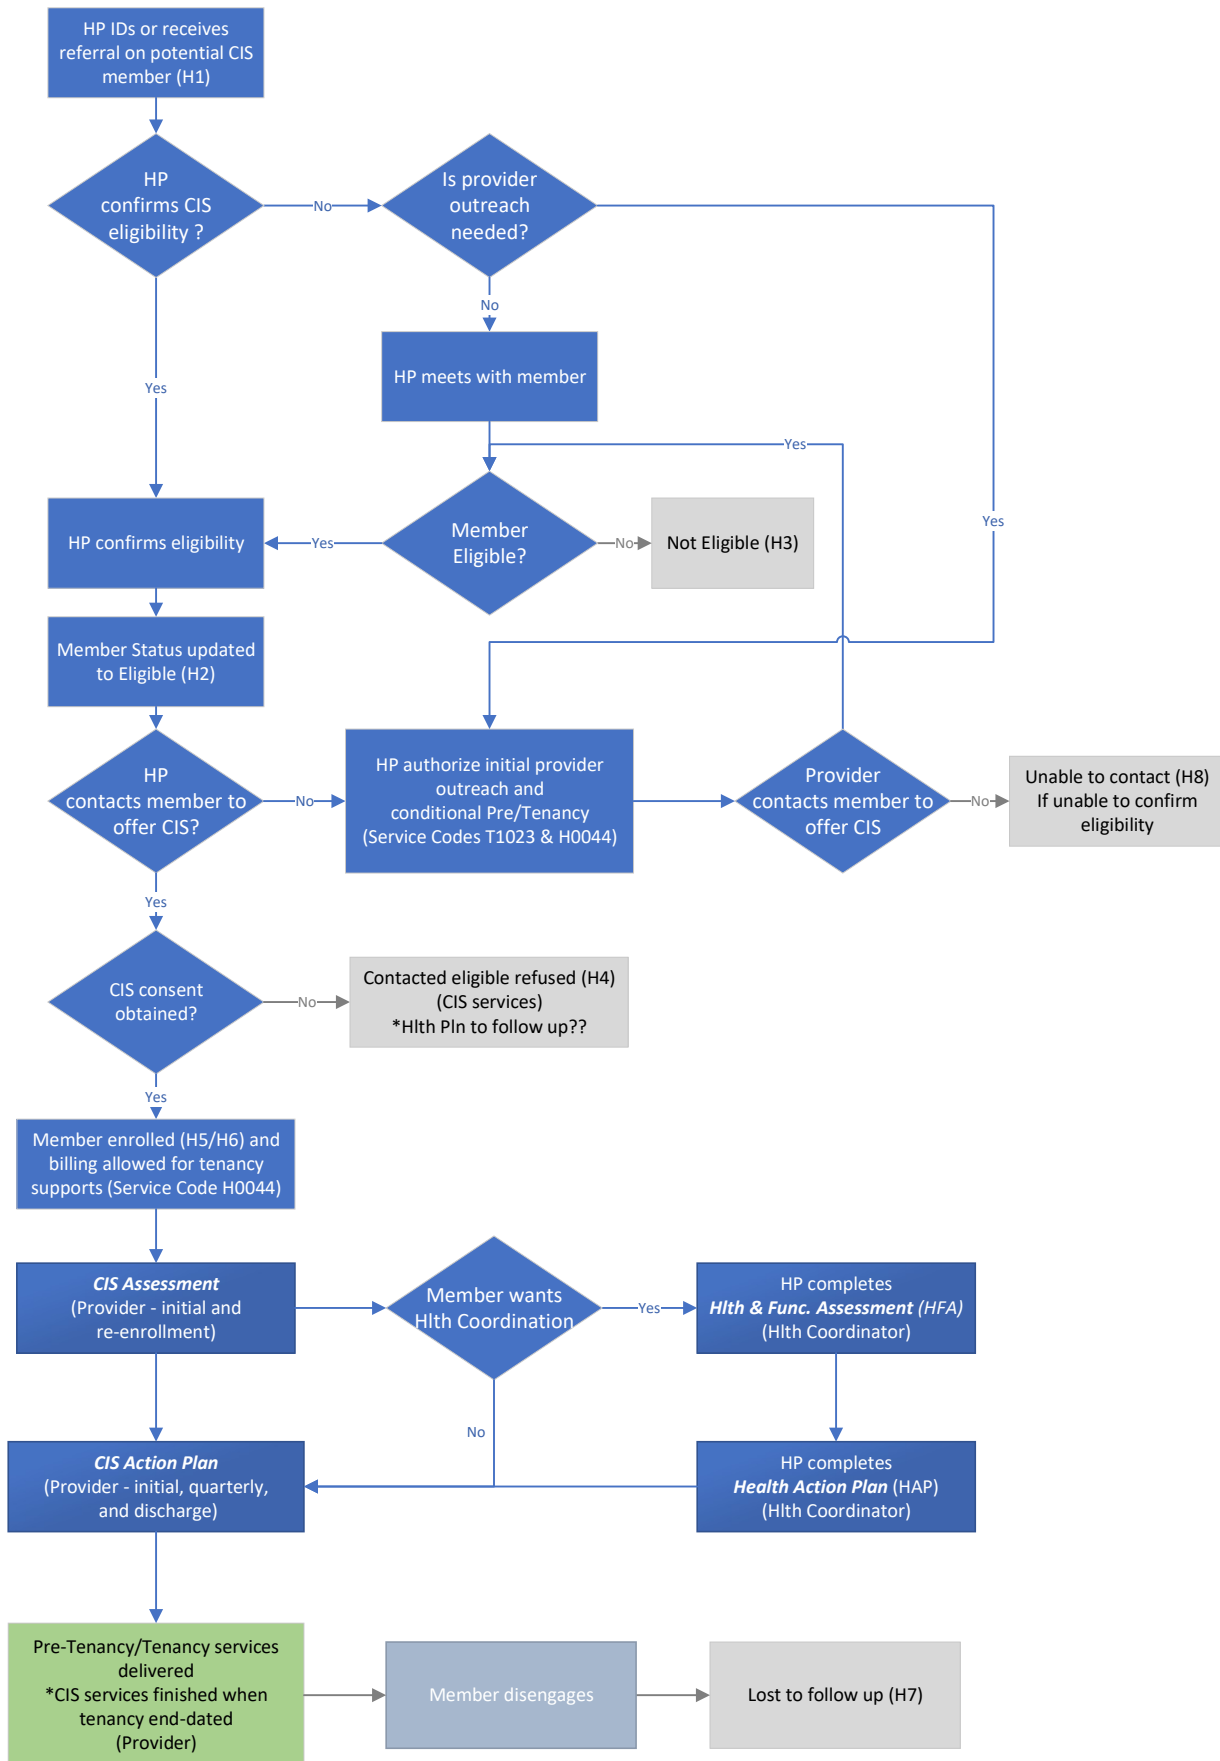 HP IDs or receives
referral on potential CIS
member (H1)
HP
confirms CIS
eligibility ?
No
Is provider
outreach
needed?
No
Yes
HP meets with member
Yes
Yes
HP confirms eligibility
Yes
Member
Eligible?
No
Not Eligible (H3)
Member Status updated
to Eligible (H2)
HP
contacts member to
offer CIS?
No
HP authorize initial provider
outreach and
conditional Pre/Tenancy
(Service Codes T1023 & H0044)
Provider
contacts member to
offer CIS
No
Unable to contact (H8)
If unable to confirm
eligibility
Yes
CIS consent
obtained?
No
Contacted eligible refused (H4)
(CIS services)
*Hlth Pln to follow up??
Yes
Member enrolled (H5/H6) and
billing allowed for tenancy
supports (Service Code H0044)
CIS Assessment
(Provider - initial and
re-enrollment)
Member wants
Hlth Coordination
Yes
HP completes
Hlth & Func. Assessment (HFA)
(Hlth Coordinator)
No
CIS Action Plan
(Provider - initial, quarterly,
and discharge)
HP completes
Health Action Plan (HAP)
(Hlth Coordinator)
Pre-Tenancy/Tenancy services
delivered
*CIS services finished when
tenancy end-dated
(Provider)
Member disengages
Lost to follow up (H7)